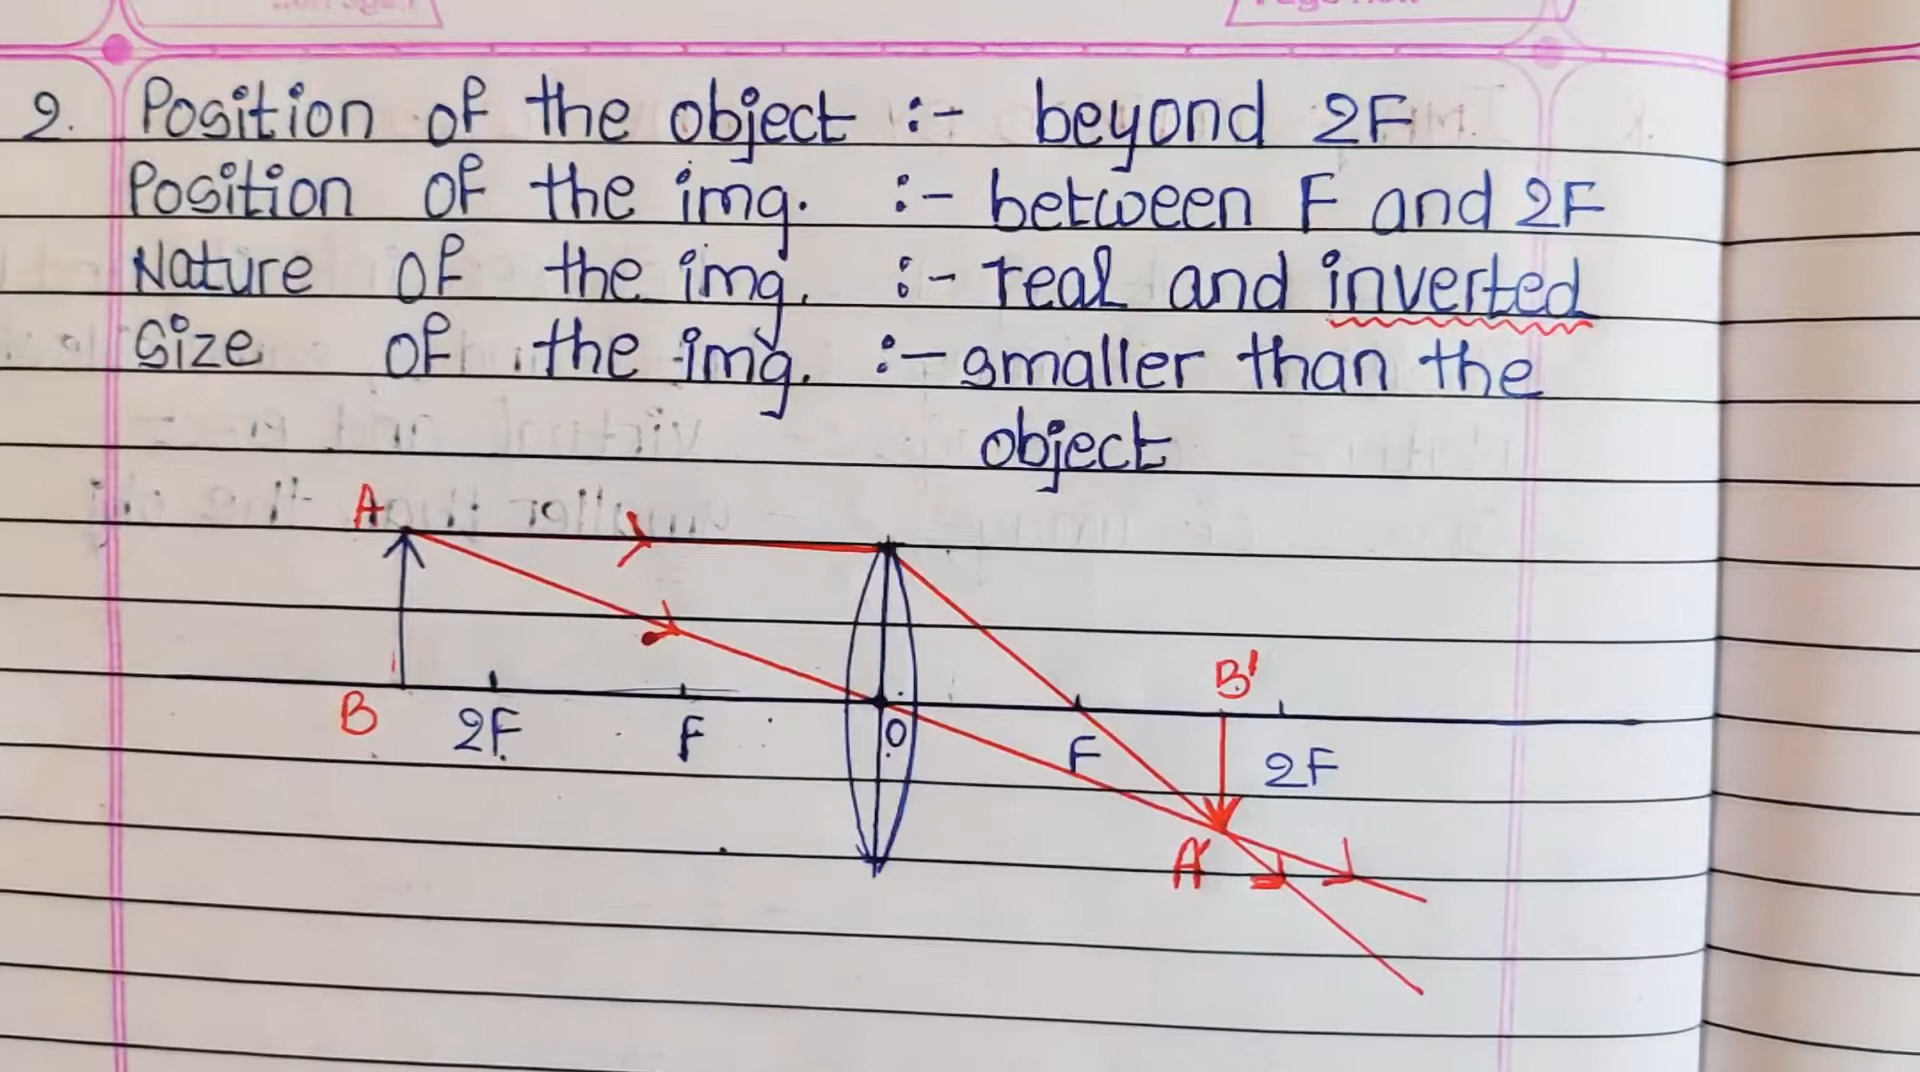 2. Position of the object :- beyond 2F
Position of the img. :- between F and 2F
Nature of the img. :- real and inverted
Size of the img. :- smaller than the
object
A
B'
B 2F F O F 2F
A'